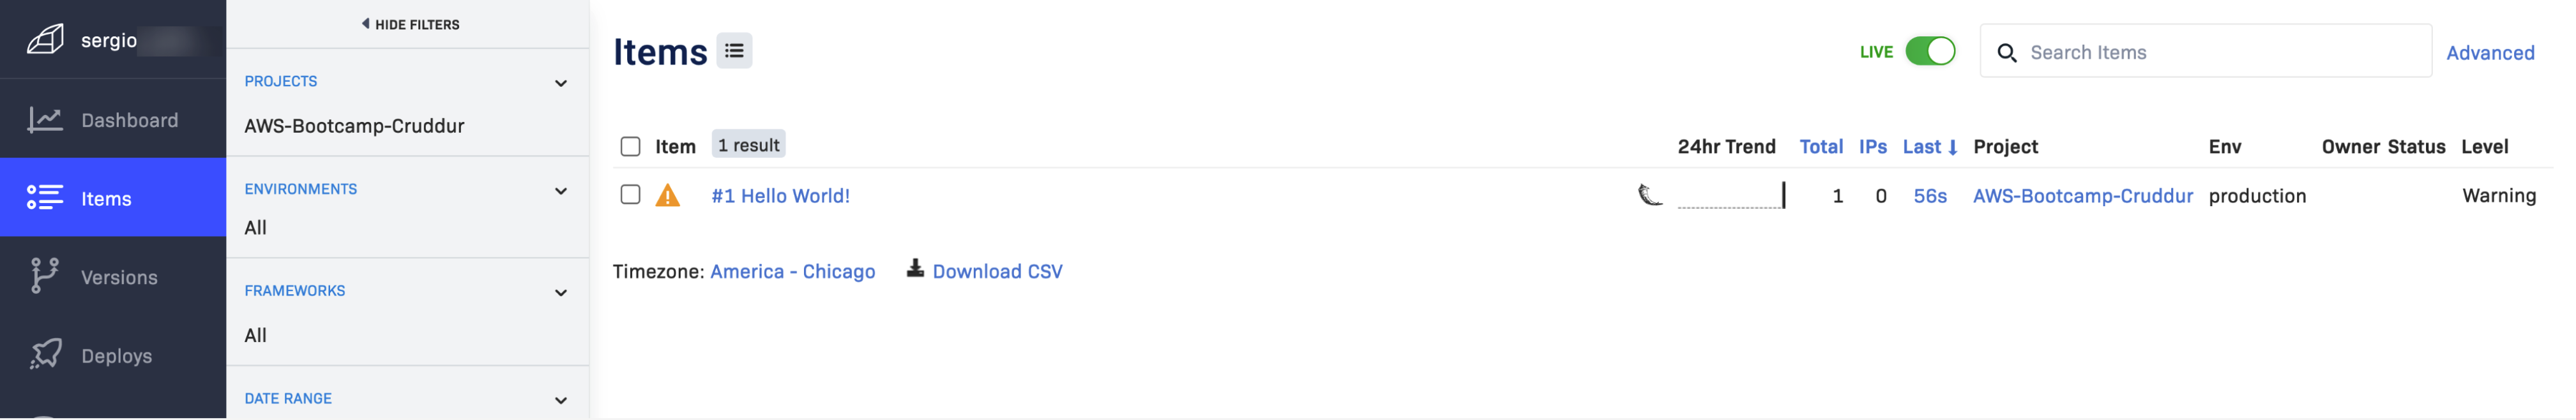 sergio
Dashboard
Items
Versions
Deploys
HIDE FILTERS
PROJECTS
AWS-Bootcamp-Cruddur
ENVIRONMENTS
All
FRAMEWORKS
All
DATE RANGE
Items
LIVE
Search Items
Advanced
Item 1 result 24hr Trend Total IPs Last Project Env Owner Status Level
#1 Hello World! 1 0 56s AWS-Bootcamp-Cruddur production Warning
Timezone: America - Chicago Download CSV